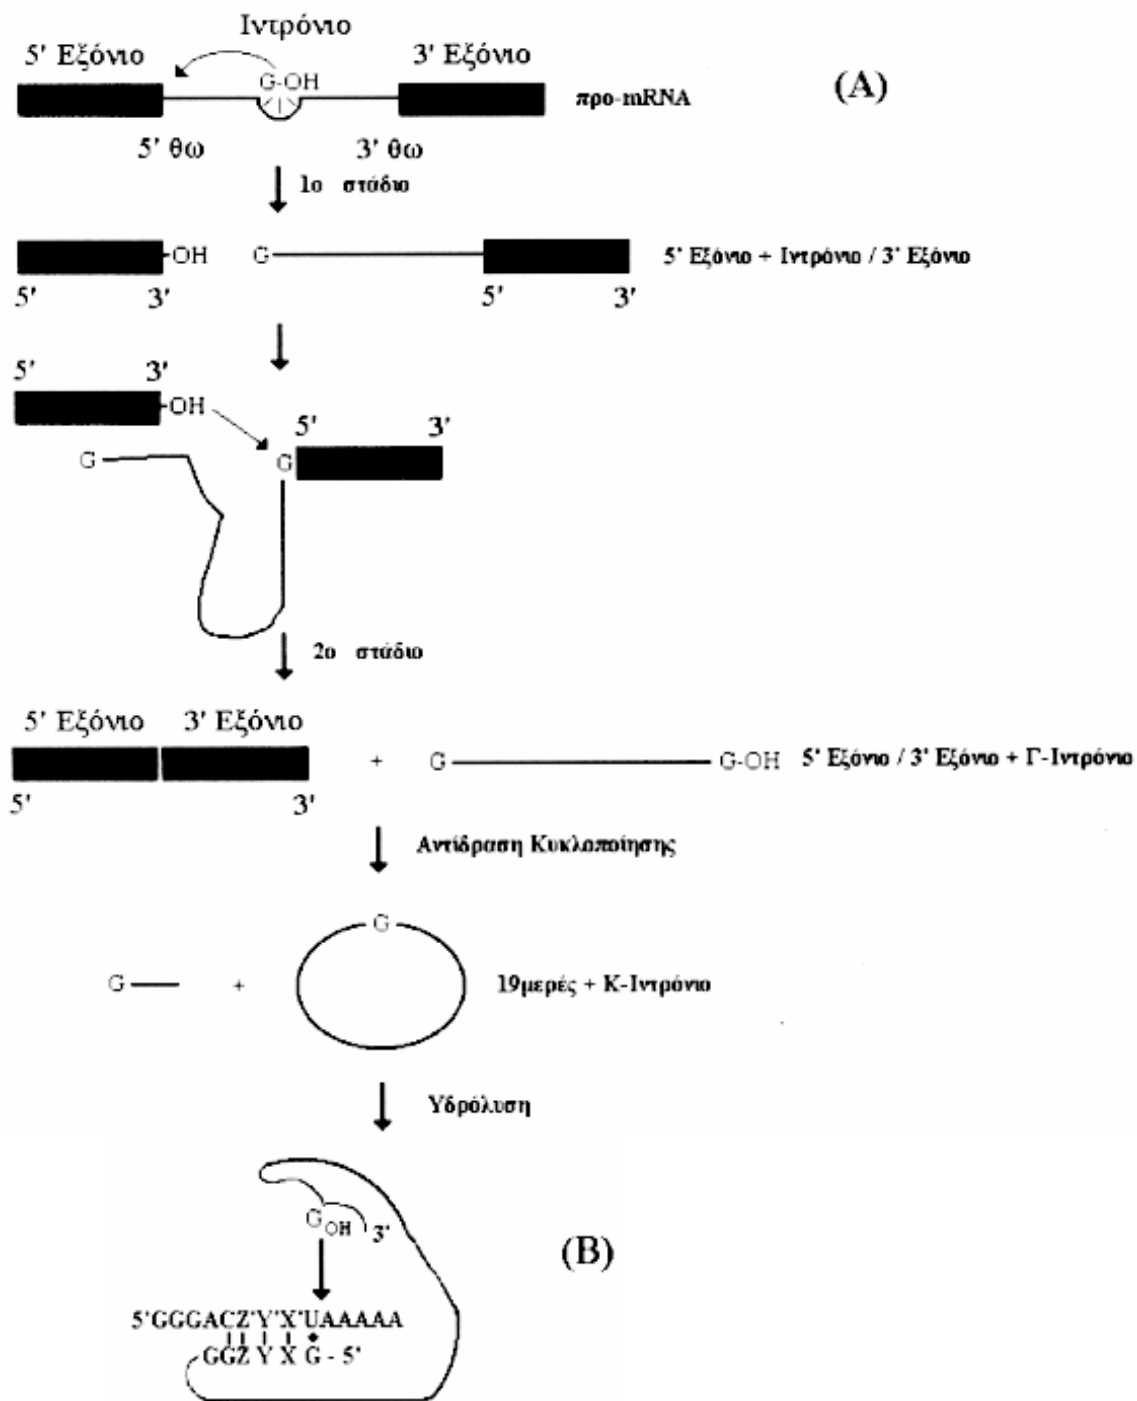 Ιντρόνιο
5' Εξόνιο 3' Εξόνιο
G-OH
(A)
προ-mRNA
5' θω 3' θω
1ο στάδιο
OH G
5' Εξόνιο + Ιντρόνιο / 3' Εξόνιο
5' 3' 5' 3'
5' 3'
OH
5' 3'
G G
2ο στάδιο
5' Εξόνιο 3' Εξόνιο
+ G G-OH 5' Εξόνιο / 3' Εξόνιο + Γ-Ιντρόνιο
5' 3'
Αντίδραση Κυκλοποίησης
G
G + 19μερές + Κ-Ιντρόνιο
Υδρόλυση
G OH 3'
(B)
5'GGGACZ'Y'X'UAAAAA
GGZYXG - 5'